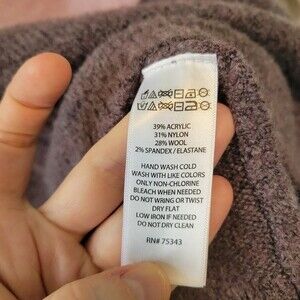 39% ACRYLIC
31% NYLON
28% WOOL
2% SPANDEX / ELASTANE
HAND WASH COLD
WASH WITH LIKE COLORS
ONLY NON-CHLORINE
BLEACH WHEN NEEDED
DO NOT WRING OR TWIST
DRY FLAT
LOW IRON IF NEEDED
DO NOT DRY CLEAN
RN# 75343